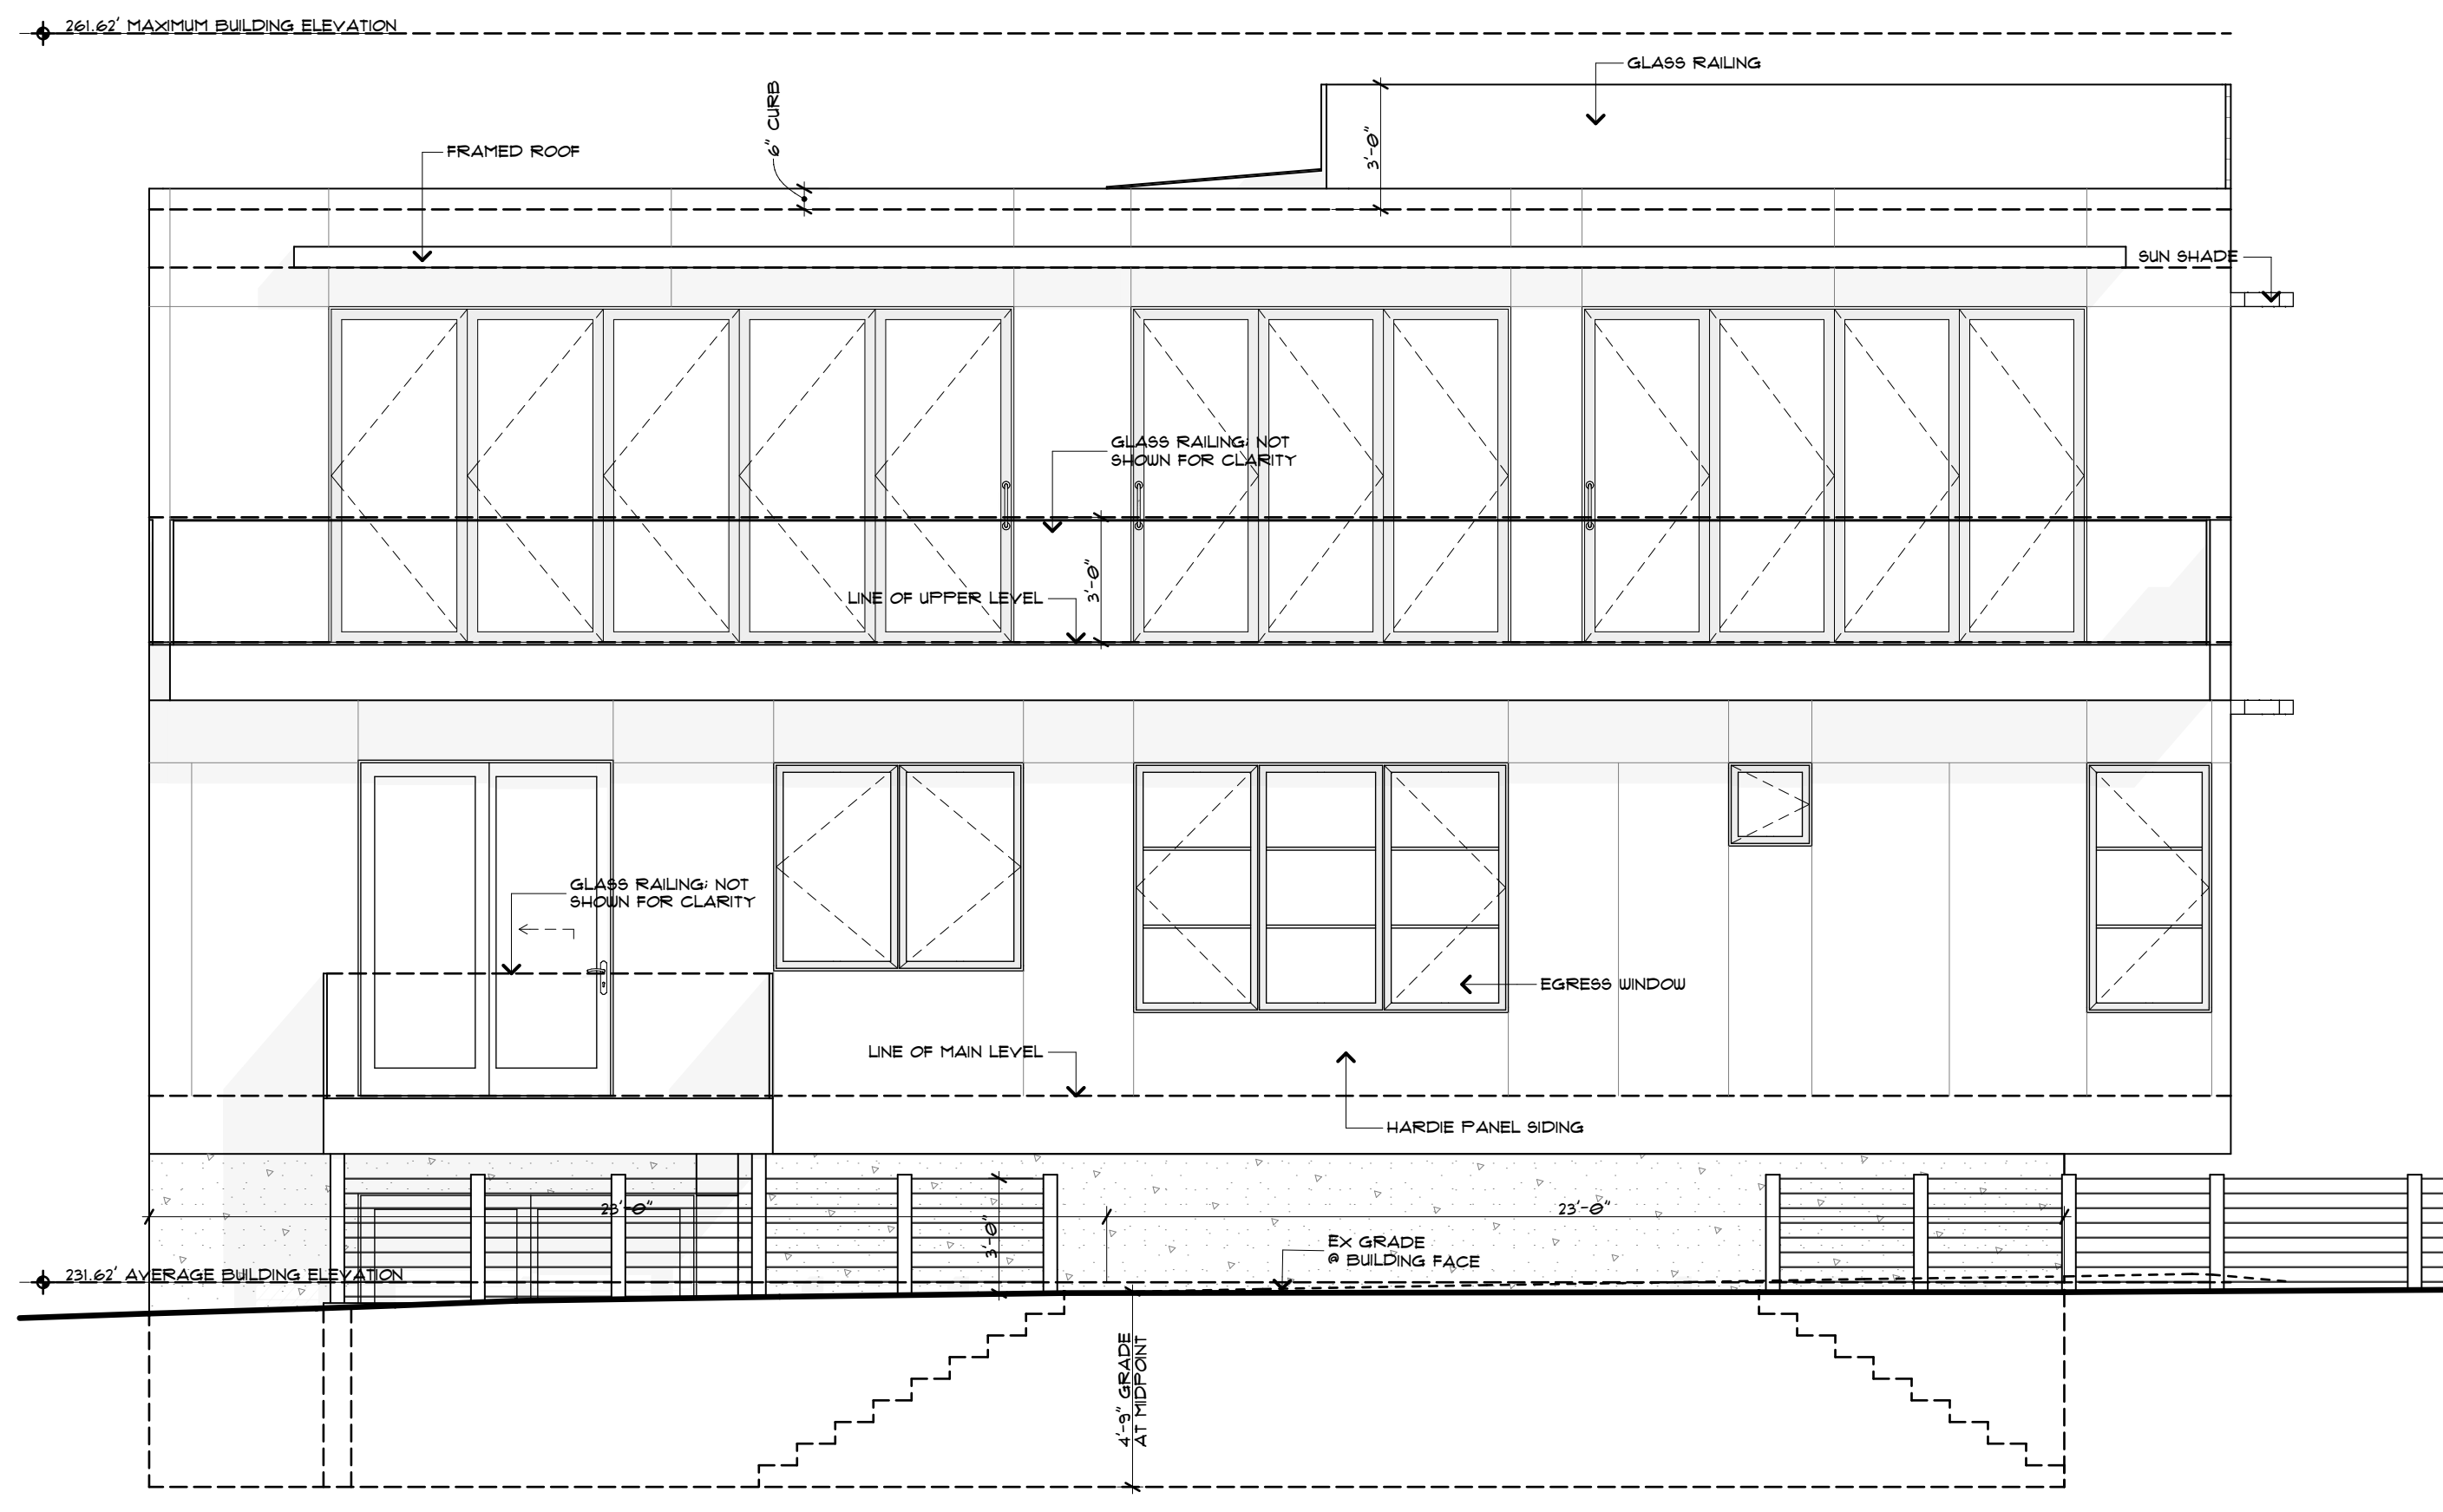 261.62' MAXIMUM BUILDING ELEVATION
GLASS RAILING
6" CURB
3'-0"
FRAMED ROOF
SUN SHADE
GLASS RAILING; NOT
SHOWN FOR CLARITY
3'-0"
LINE OF UPPER LEVEL
GLASS RAILING; NOT
SHOWN FOR CLARITY
EGRESS WINDOW
LINE OF MAIN LEVEL
HARDIE PANEL SIDING
23'-0"
23'-0"
3'-0"
EX GRADE
@ BUILDING FACE
231.62' AVERAGE BUILDING ELEVATION
4'-9" GRADE
AT MIDPOINT